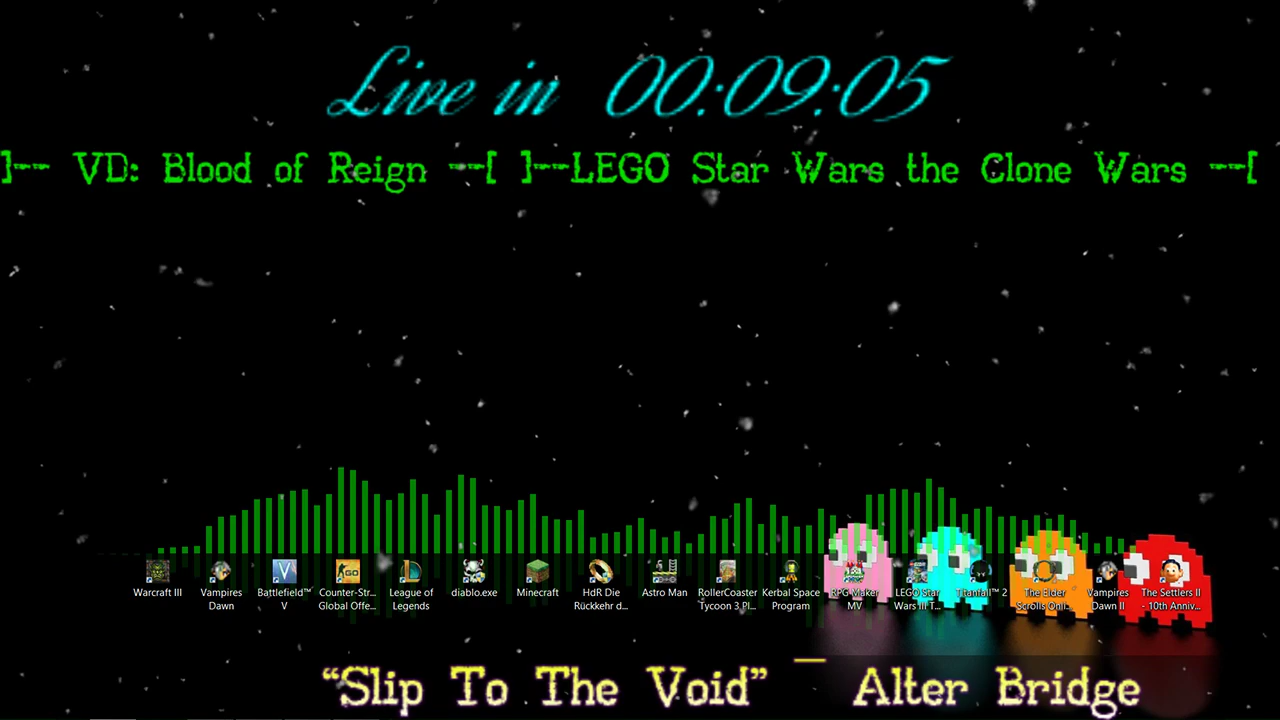 Live in 00:09:05
]-- VD: Blood of Reign --[ ]--LEGO Star Wars the Clone Wars --[
Warcraft III
Vampires Dawn
Battlefield™ V
Counter-Str... Global Offe...
League of Legends
diablo.exe
Minecraft
HdR Die Rückkehr d...
Astro Man
RollerCoaster Tycoon 3 Pl...
Kerbal Space Program
RPG Maker MV
LEGO Star Wars III T...
Titanfall™ 2
The Elder Scrolls Onli...
Vampires Dawn II
The Settlers II - 10th Anniv...
“Slip To The Void” - Alter Bridge